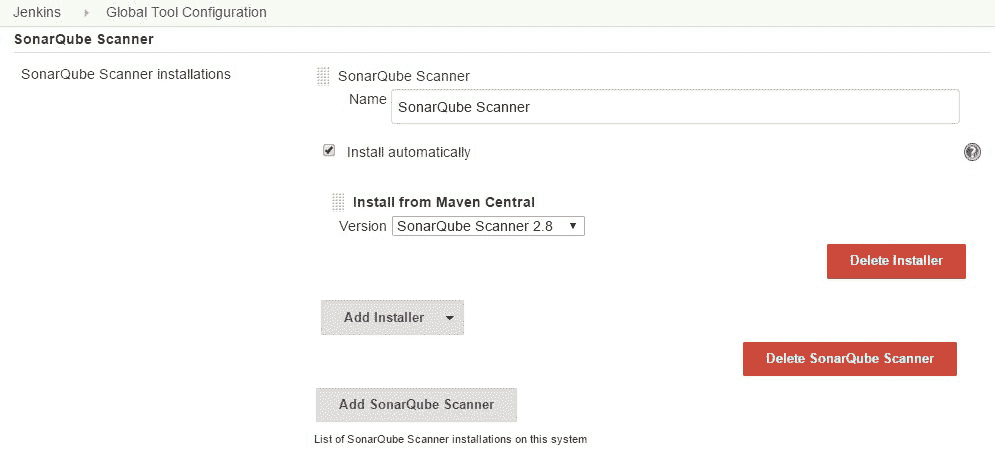 Jenkins Global Tool Configuration
SonarQube Scanner
SonarQube Scanner installations
SonarQube Scanner
Name SonarQube Scanner
Install automatically
Install from Maven Central
Version SonarQube Scanner 2.8
Delete Installer
Add Installer
Delete SonarQube Scanner
Add SonarQube Scanner
List of SonarQube Scanner installations on this system